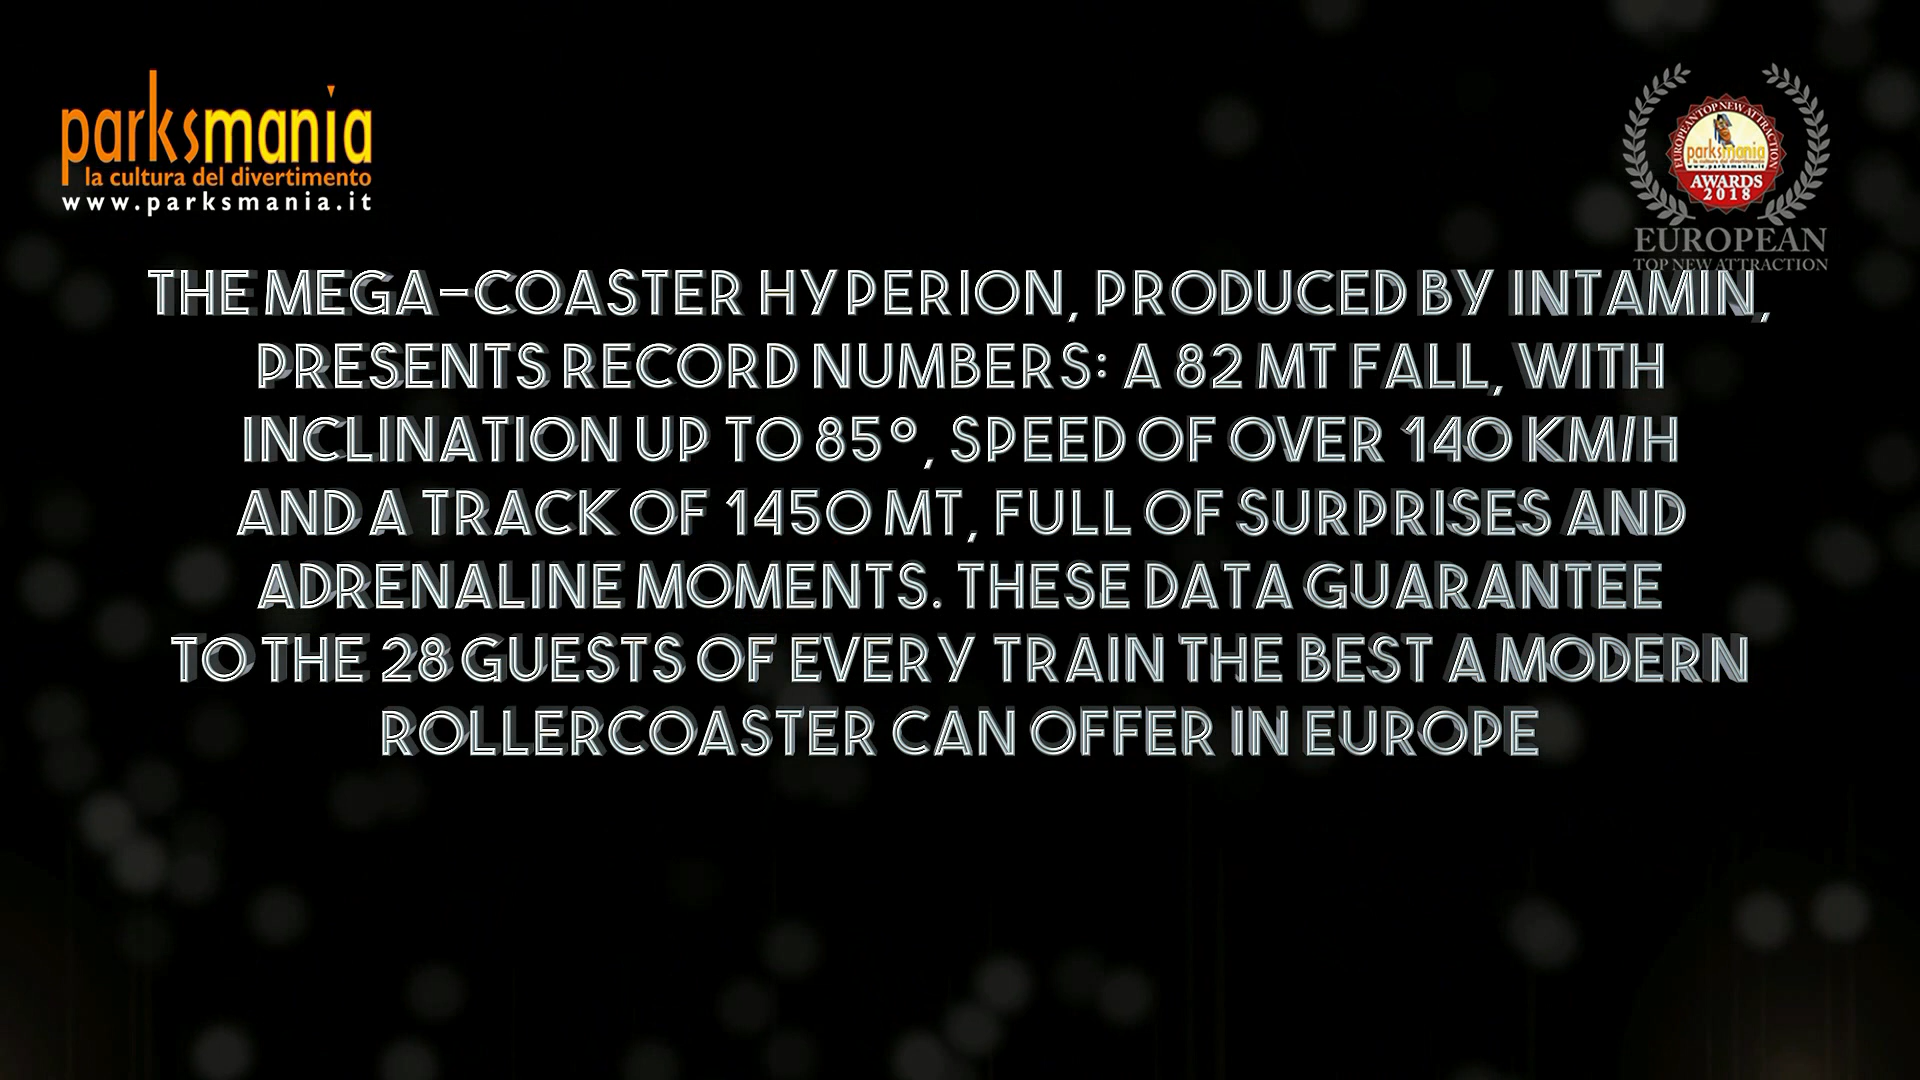 parksmania
la cultura del divertimento
www.parksmania.it
EUROPEAN TOP NEW ATTRACTION
parksmania
www.parksmania.it
AWARDS
2018
EUROPEAN
TOP NEW ATTRACTION
THE MEGA-COASTER HYPERION, PRODUCED BY INTAMIN,
PRESENTS RECORD NUMBERS: A 82 MT FALL, WITH
INCLINATION UP TO 85°, SPEED OF OVER 140 KM/H
AND A TRACK OF 1450 MT, FULL OF SURPRISES AND
ADRENALINE MOMENTS. THESE DATA GUARANTEE
TO THE 28 GUESTS OF EVERY TRAIN THE BEST A MODERN
ROLLERCOASTER CAN OFFER IN EUROPE